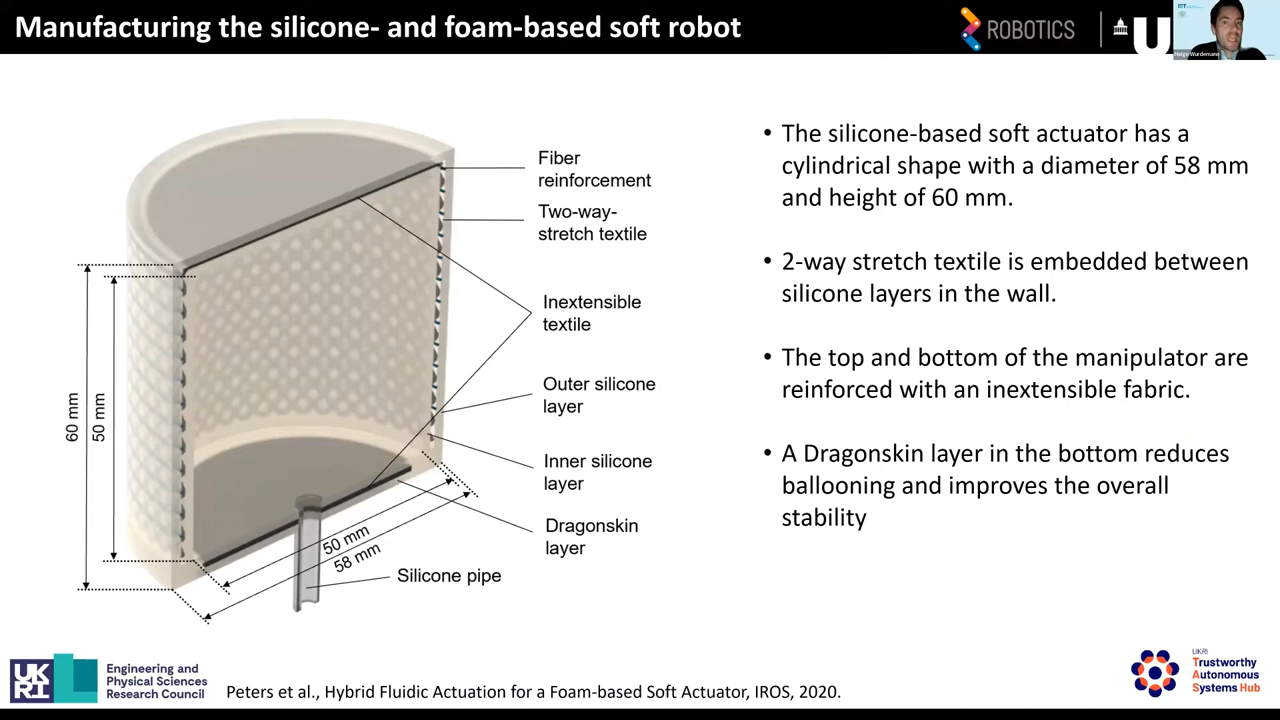 Manufacturing the silicone- and foam-based soft robot
ROBOTICS
U
Helge Wurdemann
Fiber
reinforcement
Two-way-
stretch textile
Inextensible
textile
Outer silicone
layer
Inner silicone
layer
Dragonskin
layer
Silicone pipe
60 mm
50 mm
50 mm
58 mm
• The silicone-based soft actuator has a
cylindrical shape with a diameter of 58 mm
and height of 60 mm.
• 2-way stretch textile is embedded between
silicone layers in the wall.
• The top and bottom of the manipulator are
reinforced with an inextensible fabric.
• A Dragonskin layer in the bottom reduces
ballooning and improves the overall
stability
UK
RI
Engineering and
Physical Sciences
Research Council
Peters et al., Hybrid Fluidic Actuation for a Foam-based Soft Actuator, IROS, 2020.
UKRI
Trustworthy
Autonomous
Systems Hub